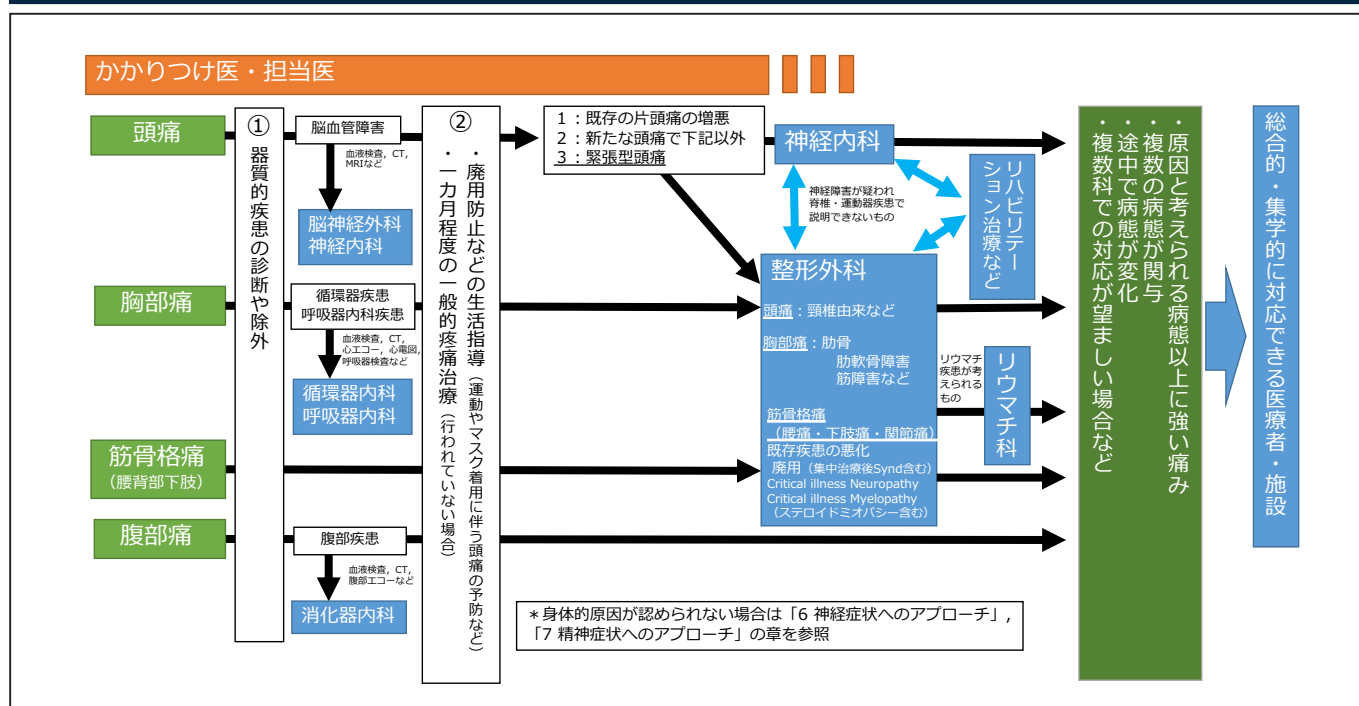 かかりつけ医・担当医
頭痛
胸部痛
筋骨格痛
（腰背部下肢）
腹部痛
①
器質的疾患の診断や除外
脳血管障害
血液検査，CT，
MRIなど
脳神経外科
神経内科
循環器疾患
呼吸器内科疾患
血液検査，CT，
心エコー，心電図，
呼吸器検査など
循環器内科
呼吸器内科
腹部疾患
血液検査，CT，
腹部エコーなど
消化器内科
②
・廃用防止などの生活指導（運動やマスク着用に伴う頭痛の予防など）
・一カ月程度の一般的疼痛治療（行われていない場合）
1：既存の片頭痛の増悪
2：新たな頭痛で下記以外
3：緊張型頭痛
神経内科
神経障害が疑われ
脊椎・運動器疾患で
説明できないもの
リハビリテー
ション治療など
整形外科
頭痛：頸椎由来など
胸部痛：肋骨
肋軟骨障害
筋障害など
筋骨格痛
（腰痛・下肢痛・関節痛）
既存疾患の悪化
廃用（集中治療後Synd含む）
Critical illness Neuropathy
Critical illness Myelopathy
（ステロイドミオパシー含む）
リウマチ
疾患が考
えられる
もの
リウマチ科
・原因と考えられる病態以上に強い痛み
・複数の病態が関与
・途中で病態が変化
・複数科での対応が望ましい場合など
総合的・集学的に対応できる医療者・施設
＊身体的原因が認められない場合は「6 神経症状へのアプローチ」，
「7 精神症状へのアプローチ」の章を参照